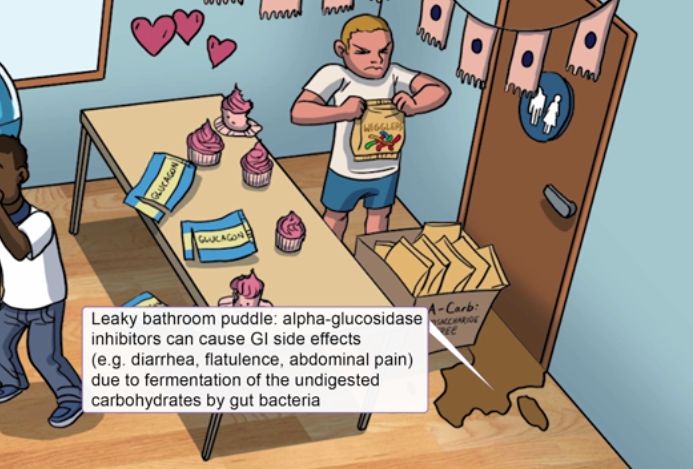 WIGGLERS
GLUCAGON
GLUCAGON
A-Carb:
Leaky bathroom puddle: alpha-glucosidase
inhibitors can cause GI side effects
(e.g. diarrhea, flatulence, abdominal pain)
due to fermentation of the undigested
carbohydrates by gut bacteria